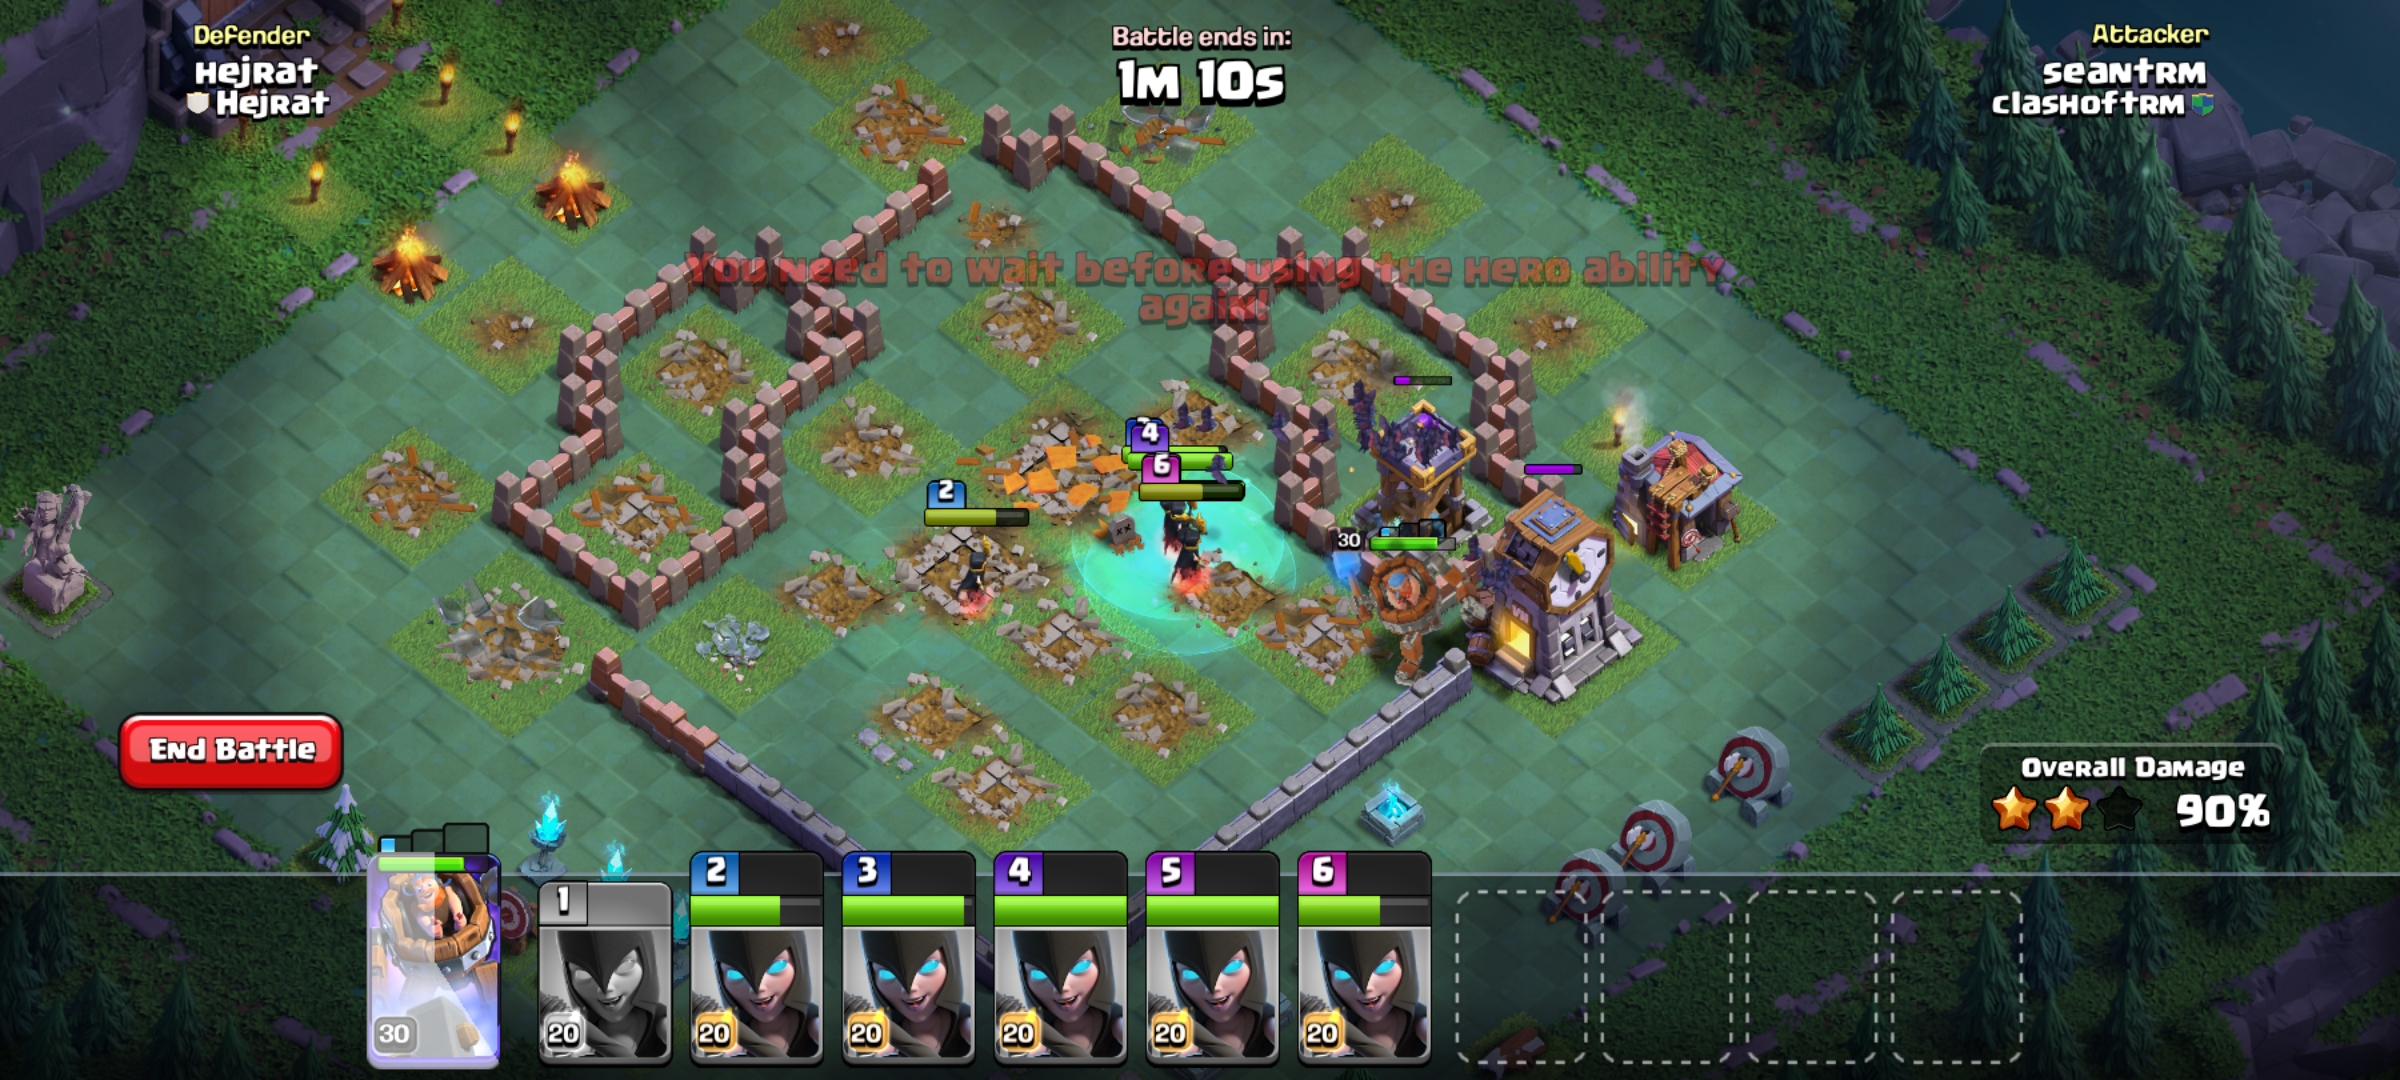 Defender
HejRat
HejRat
Battle ends in:
1M 10s
Attacker
seantRM
clashoftRM
You need to wait before using the Hero ability
again!
2
4
6
30
End Battle
Overall Damage
90%
1
2
3
4
5
6
30
20
20
20
20
20
20